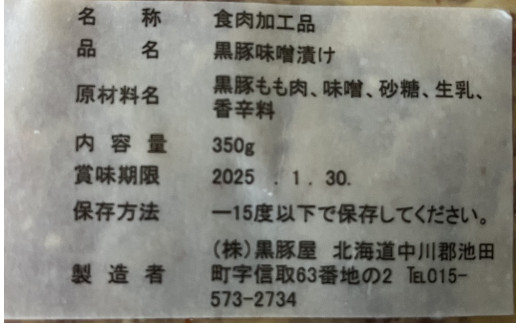 名称 食肉加工品
品名 黒豚味噌漬け
原材料名 黒豚もも肉、味噌、砂糖、生乳、
香辛料
内容量 350g
賞味期限 2025 . 1 . 30.
保存方法 −15度以下で保存してください。
(株)黒豚屋 北海道中川郡池田
製造者 町字信取63番地の2 TEL015-
573-2734